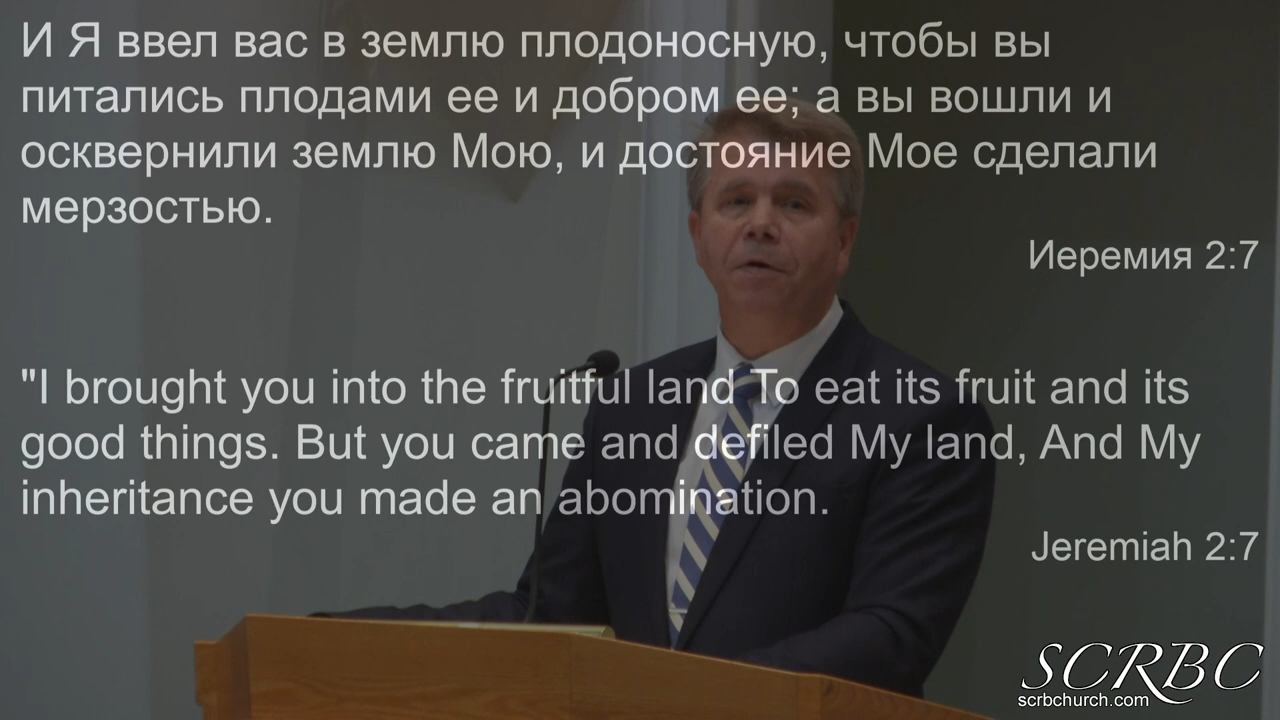 И Я ввел вас в землю плодоносную, чтобы вы
питались плодами ее и добром ее; а вы вошли и
осквернили землю Мою, и достояние Мое сделали
мерзостью.
Иеремия 2:7
"I brought you into the fruitful land To eat its fruit and its
good things. But you came and defiled My land, And My
inheritance you made an abomination.
Jeremiah 2:7
SCRBC
scrbchurch.com